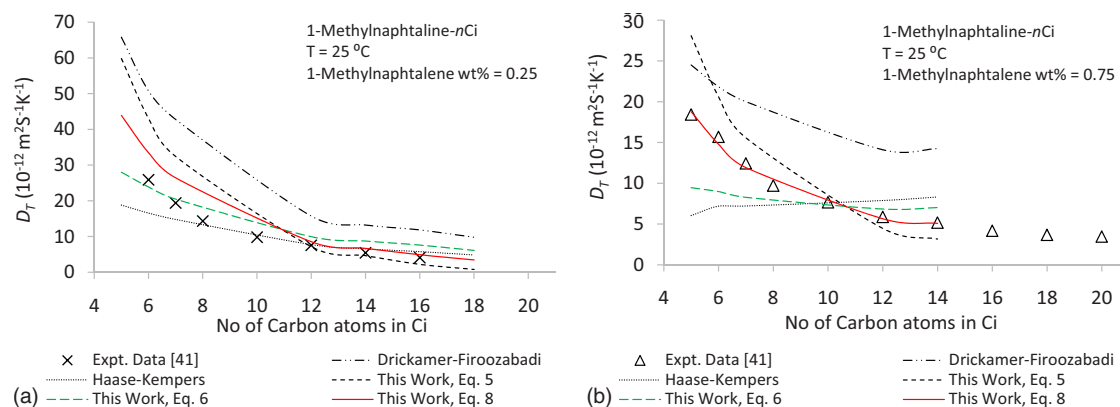 70
60
50
40
30
20
10
0
D_T (10⁻¹² m²S⁻¹K⁻¹)
1-Methylnaphtaline-nCi
T = 25 ⁰C
1-Methylnaphtalene wt% = 0.25
4 6 8 10 12 14 16 18 20
No of Carbon atoms in Ci
Expt. Data [41]
Drickamer-Firoozabadi
Haase-Kempers
This Work, Eq. 5
This Work, Eq. 6
This Work, Eq. 8
(a)
30
25
20
15
10
5
0
D_T (10⁻¹² m²S⁻¹K⁻¹)
1-Methylnaphtaline-nCi
T = 25 ⁰C
1-Methylnaphtalene wt% = 0.75
4 6 8 10 12 14 16 18 20
No of Carbon atoms in Ci
Expt. Data [41]
Drickamer-Firoozabadi
Haase-Kempers
This Work, Eq. 5
This Work, Eq. 6
This Work, Eq. 8
(b)